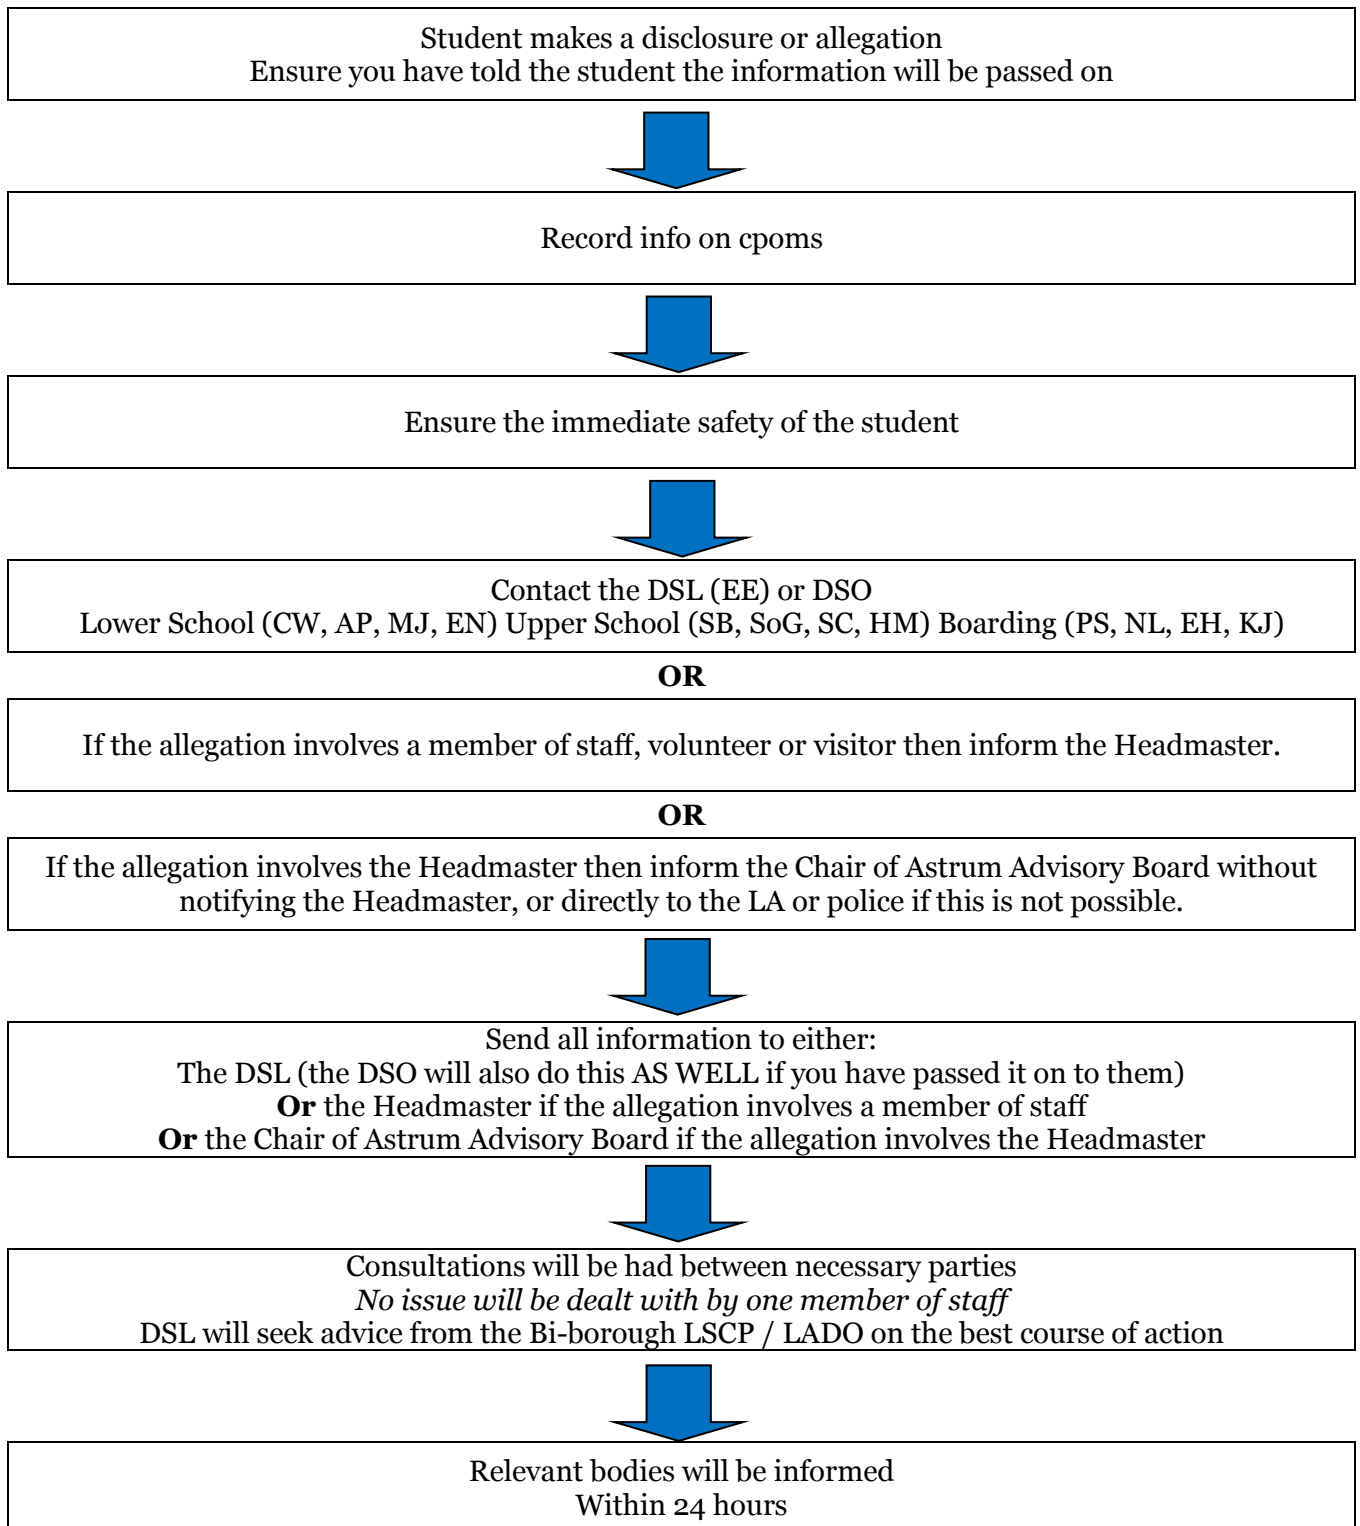 Student makes a disclosure or allegation
Ensure you have told the student the information will be passed on
Record info on cpoms
Ensure the immediate safety of the student
Contact the DSL (EE) or DSO
Lower School (CW, AP, MJ, EN) Upper School (SB, SoG, SC, HM) Boarding (PS, NL, EH, KJ)
OR
If the allegation involves a member of staff, volunteer or visitor then inform the Headmaster.
OR
If the allegation involves the Headmaster then inform the Chair of Astrum Advisory Board without
notifying the Headmaster, or directly to the LA or police if this is not possible.
Send all information to either:
The DSL (the DSO will also do this AS WELL if you have passed it on to them)
Or the Headmaster if the allegation involves a member of staff
Or the Chair of Astrum Advisory Board if the allegation involves the Headmaster
Consultations will be had between necessary parties
No issue will be dealt with by one member of staff
DSL will seek advice from the Bi-borough LSCP / LADO on the best course of action
Relevant bodies will be informed
Within 24 hours